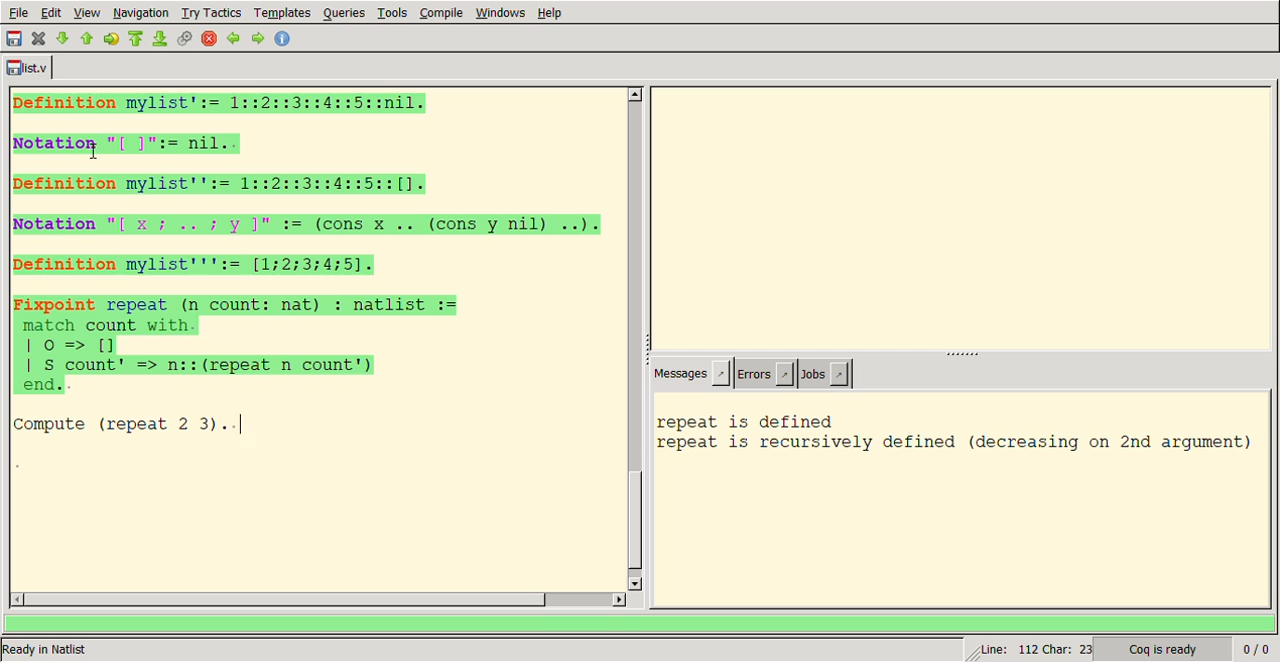 File Edit View Navigation Try Tactics Templates Queries Tools Compile Windows Help
list.v
Definition mylist':= 1::2::3::4::5::nil.
Notation "[ ]":= nil.
Definition mylist'':= 1::2::3::4::5::[].
Notation "[ x ; .. ; y ]" := (cons x .. (cons y nil) ..).
Definition mylist''':= [1;2;3;4;5].
Fixpoint repeat (n count: nat) : natlist :=
match count with
| O => []
| S count' => n::(repeat n count')
end.
Compute (repeat 2 3).
Messages Errors Jobs
repeat is defined
repeat is recursively defined (decreasing on 2nd argument)
Ready in Natlist Line: 112 Char: 23 Coq is ready 0 / 0